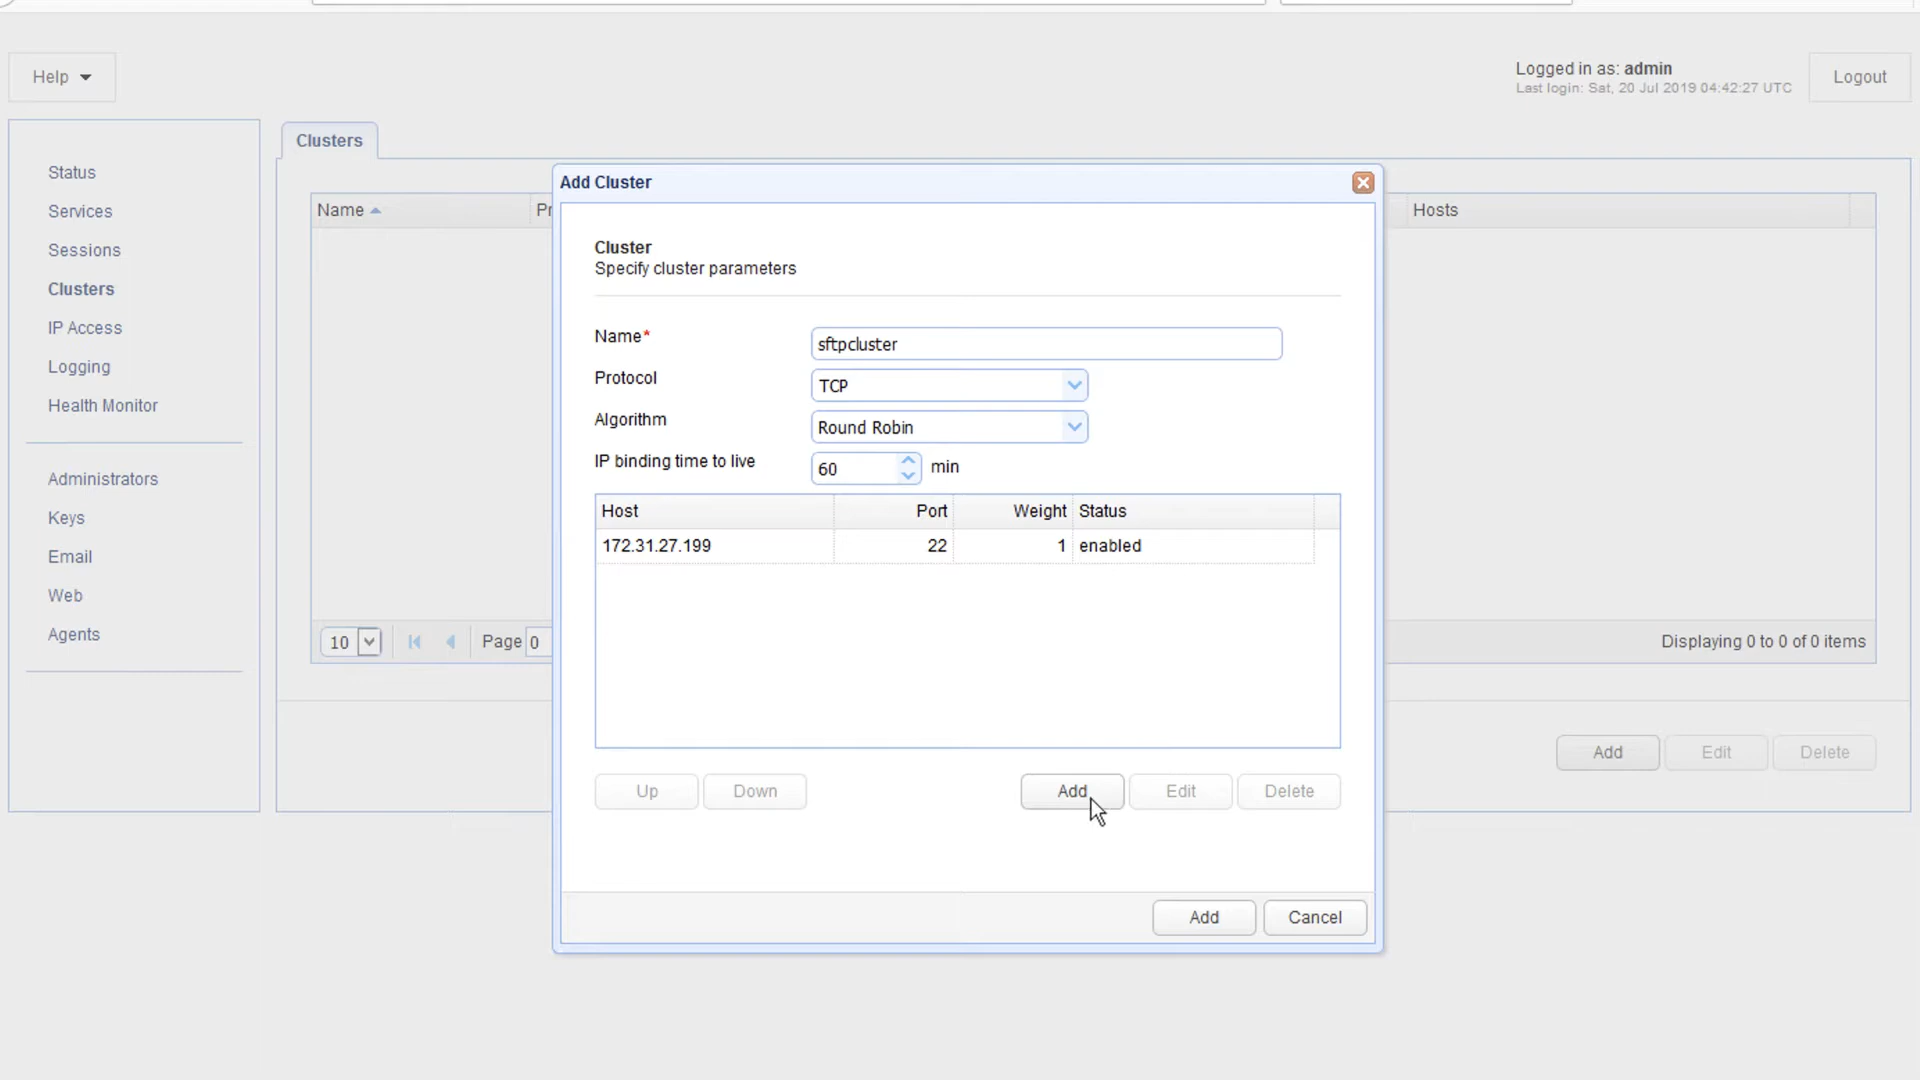 Help
Logged in as: admin
Last login: Sat, 20 Jul 2019 04:42:27 UTC
Logout
Status
Services
Sessions
Clusters
IP Access
Logging
Health Monitor
Administrators
Keys
Email
Web
Agents
Clusters
Name Pr Hosts
10 Page 0 Displaying 0 to 0 of 0 items
Add Edit Delete
Add Cluster
Cluster
Specify cluster parameters
Name* sftpcluster
Protocol TCP
Algorithm Round Robin
IP binding time to live 60 min
Host Port Weight Status
172.31.27.199 22 1 enabled
Up Down Add Edit Delete
Add Cancel